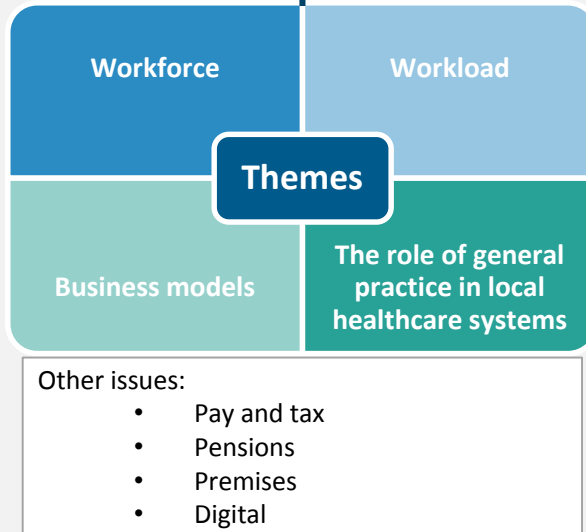 Workforce
Workload
Themes
Business models
The role of general
practice in local
healthcare systems
Other issues:
• Pay and tax
• Pensions
• Premises
• Digital